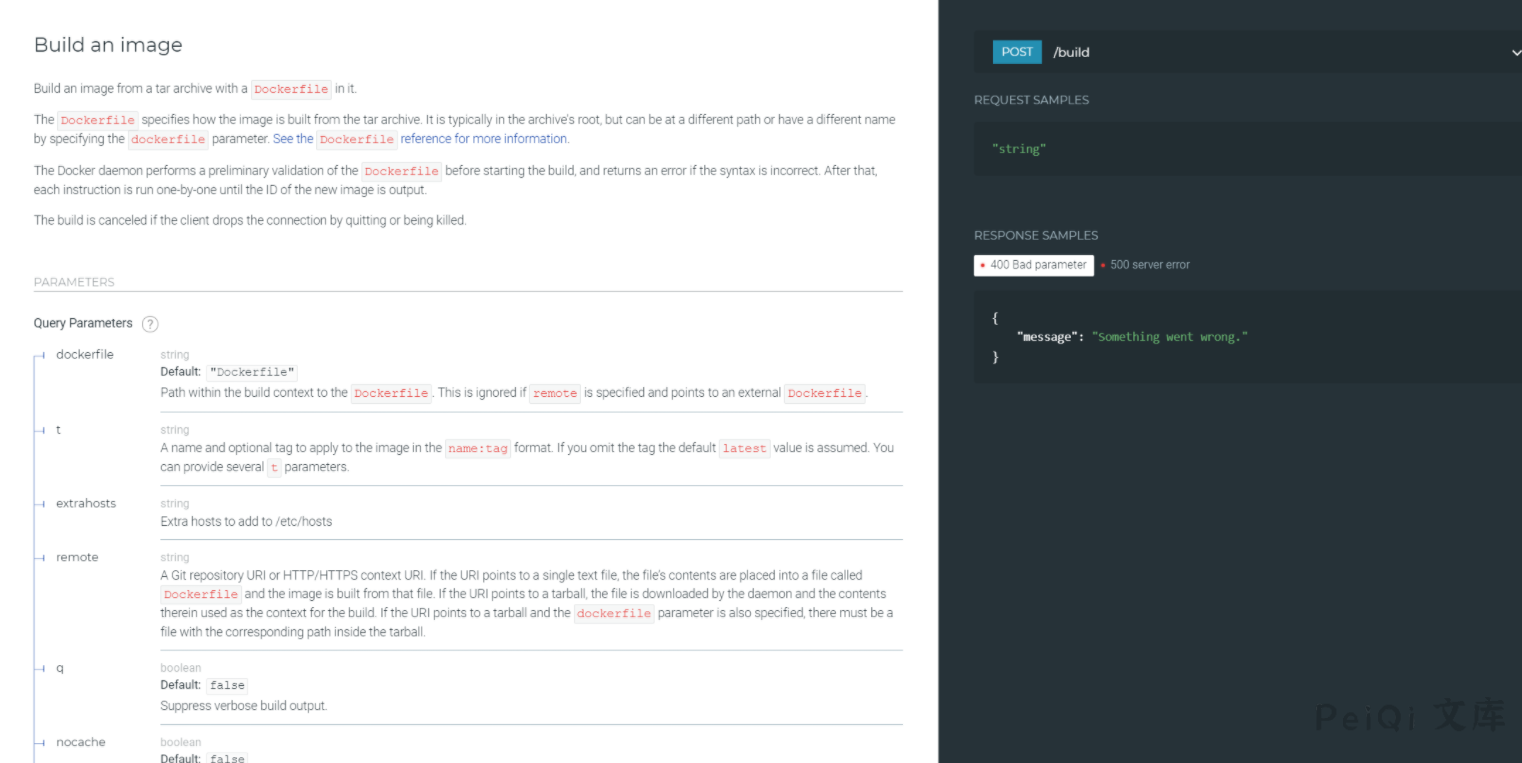 Build an image
Build an image from a tar archive with a Dockerfile in it.
The Dockerfile specifies how the image is built from the tar archive. It is typically in the archive's root, but can be at a different path or have a different name
by specifying the dockerfile parameter. See the Dockerfile reference for more information.
The Docker daemon performs a preliminary validation of the Dockerfile before starting the build, and returns an error if the syntax is incorrect. After that,
each instruction is run one-by-one until the ID of the new image is output.
The build is canceled if the client drops the connection by quitting or being killed.
PARAMETERS
Query Parameters ?
dockerfile
string
Default: "Dockerfile"
Path within the build context to the Dockerfile. This is ignored if remote is specified and points to an external Dockerfile.
t
string
A name and optional tag to apply to the image in the name:tag format. If you omit the tag the default latest value is assumed. You
can provide several t parameters.
extrahosts
string
Extra hosts to add to /etc/hosts
remote
string
A Git repository URI or HTTP/HTTPS context URI. If the URI points to a single text file, the file's contents are placed into a file called
Dockerfile and the image is built from that file. If the URI points to a tarball, the file is downloaded by the daemon and the contents
therein used as the context for the build. If the URI points to a tarball and the dockerfile parameter is also specified, there must be a
file with the corresponding path inside the tarball.
q
boolean
Default: false
Suppress verbose build output.
nocache
boolean
Default: false
POST /build
REQUEST SAMPLES
"string"
RESPONSE SAMPLES
400 Bad parameter 500 server error
{
"message": "Something went wrong."
}
PeiQi 文库